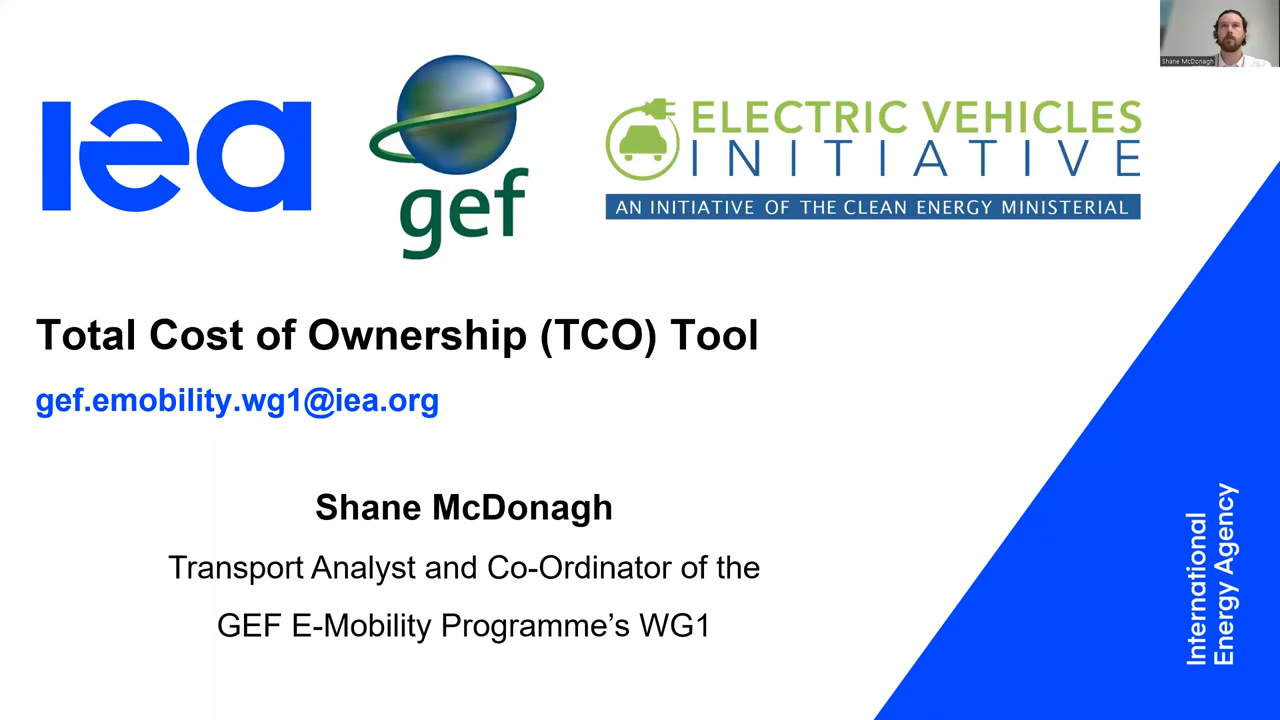 Shane McDonagh
iea
gef
ELECTRIC VEHICLES
INITIATIVE
AN INITIATIVE OF THE CLEAN ENERGY MINISTERIAL
Total Cost of Ownership (TCO) Tool
gef.emobility.wg1@iea.org
Shane McDonagh
Transport Analyst and Co-Ordinator of the
GEF E-Mobility Programme’s WG1
International
Energy Agency